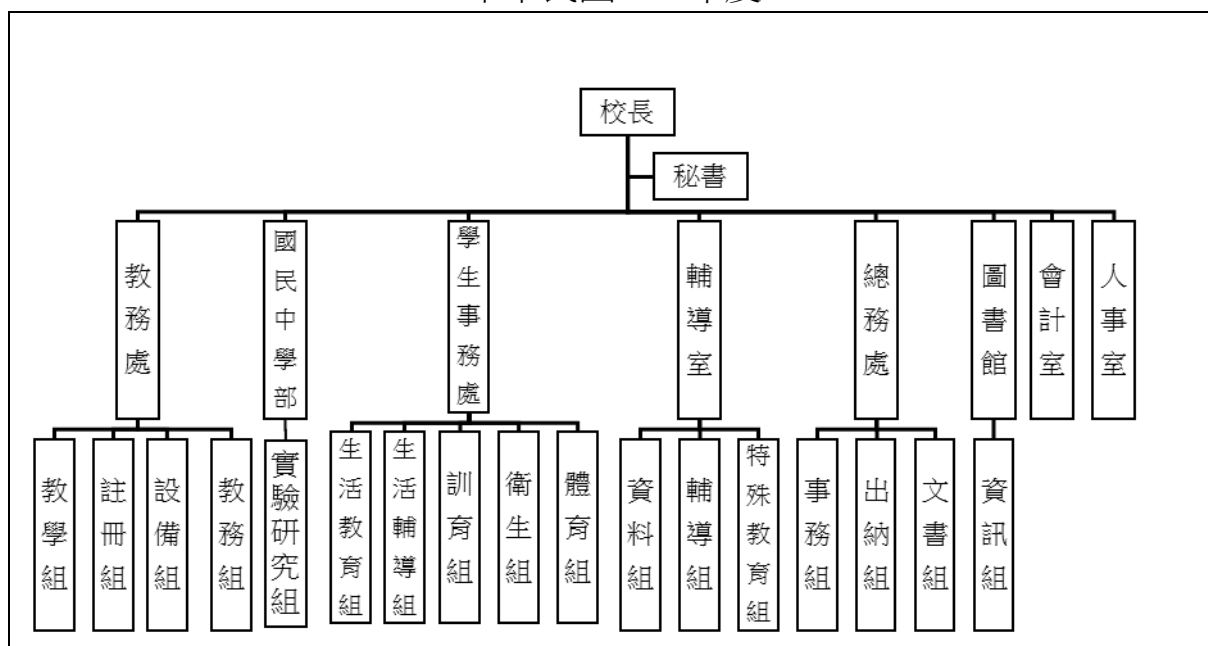 校長
秘書
教務處
國民中學部
學生事務處
輔導室
總務處
圖書館
會計室
人事室
教學組
註冊組
設備組
教務組
實驗研究組
生活教育組
生活輔導組
訓育組
衛生組
體育組
資料組
輔導組
特殊教育組
事務組
出納組
文書組
資訊組